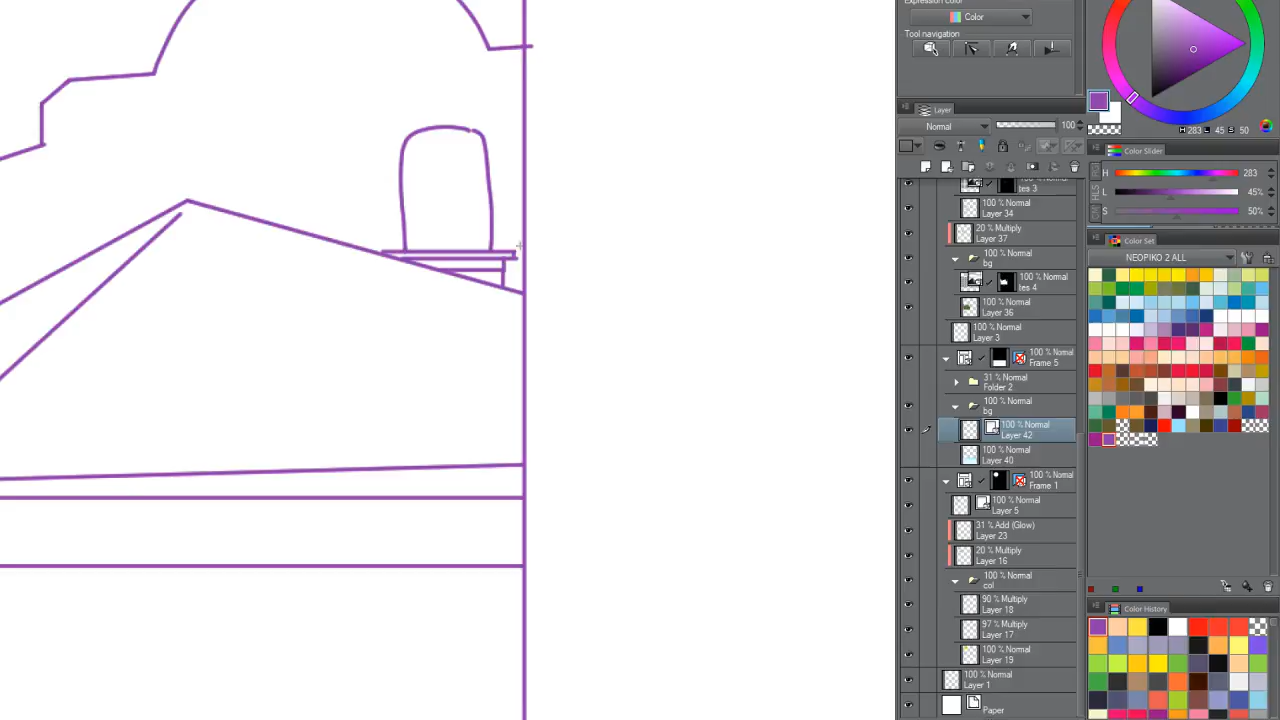 Expression Color
Color
Tool navigation
Layer
Normal
100
tes 3
100 % Normal
Layer 34
20 % Multiply
Layer 37
100 % Normal
bg
100 % Normal
tes 4
100 % Normal
Layer 36
100 % Normal
Layer 3
100 % Normal
Frame 5
31 % Normal
Folder 2
100 % Normal
bg
100 % Normal
Layer 42
100 % Normal
Layer 40
100 % Normal
Frame 1
100 % Normal
Layer 5
31 % Add (Glow)
Layer 23
20 % Multiply
Layer 16
100 % Normal
col
90 % Multiply
Layer 18
97 % Multiply
Layer 17
100 % Normal
Layer 19
100 % Normal
Layer 1
Paper
H 283 L 45 S 50
Color Slider
H 283
L 45%
S 50%
Color Set
NEOPIKO 2 ALL
Color History